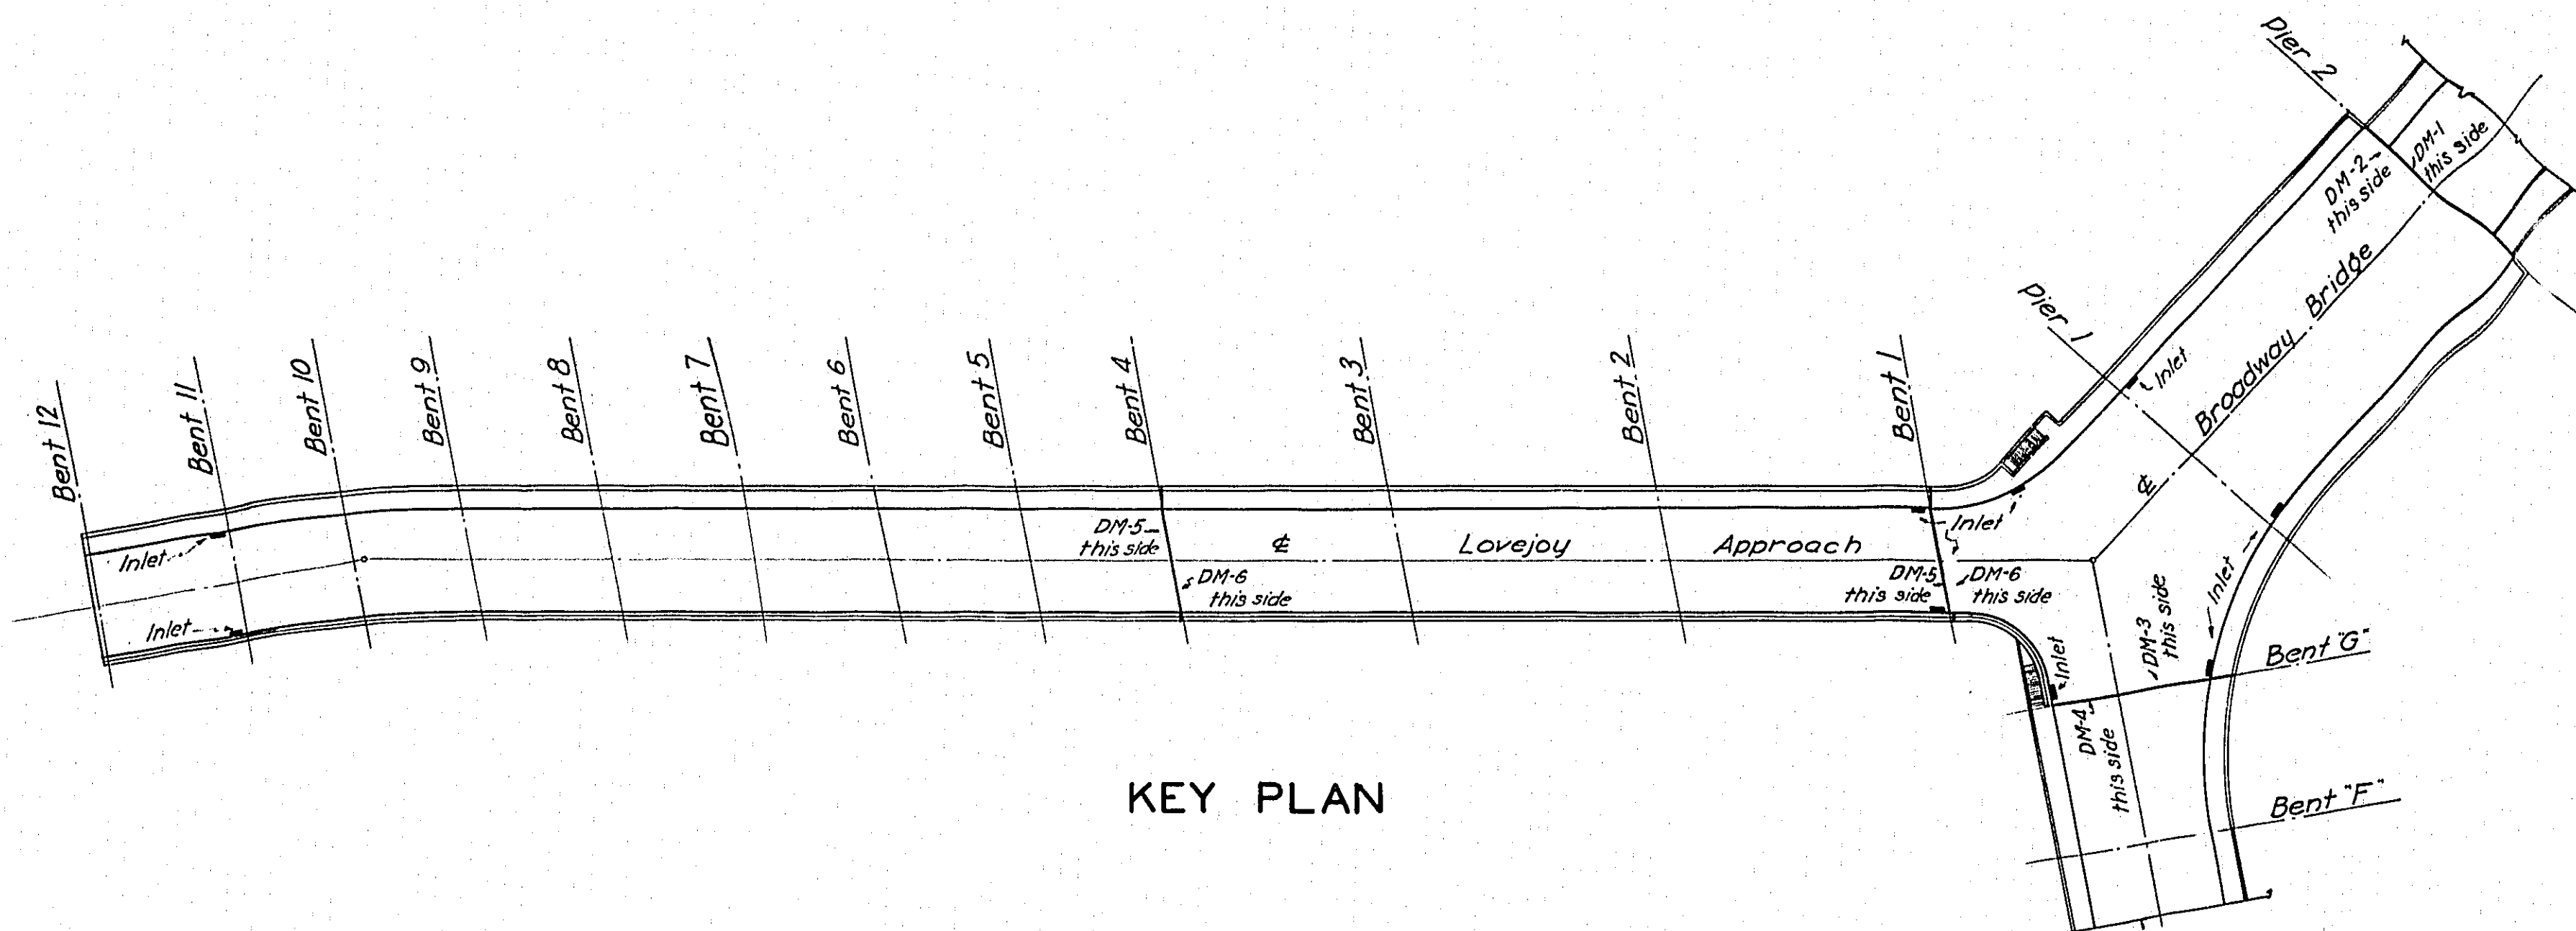 Pier 2
DM-1
this side
DM-2
this side
Broadway Bridge
℄
Pier 1
Inlet
Bent 12
Bent 11
Bent 10
Bent 9
Bent 8
Bent 7
Bent 6
Bent 5
Bent 4
Bent 3
Bent 2
Bent 1
Inlet
Inlet
DM-5
this side
℄ Lovejoy Approach
DM-6
this side
Inlet
DM-5
this side
DM-6
this side
Inlet
DM-3
this side
Inlet
Bent "G"
DM-4
this side
Bent "F"
KEY PLAN